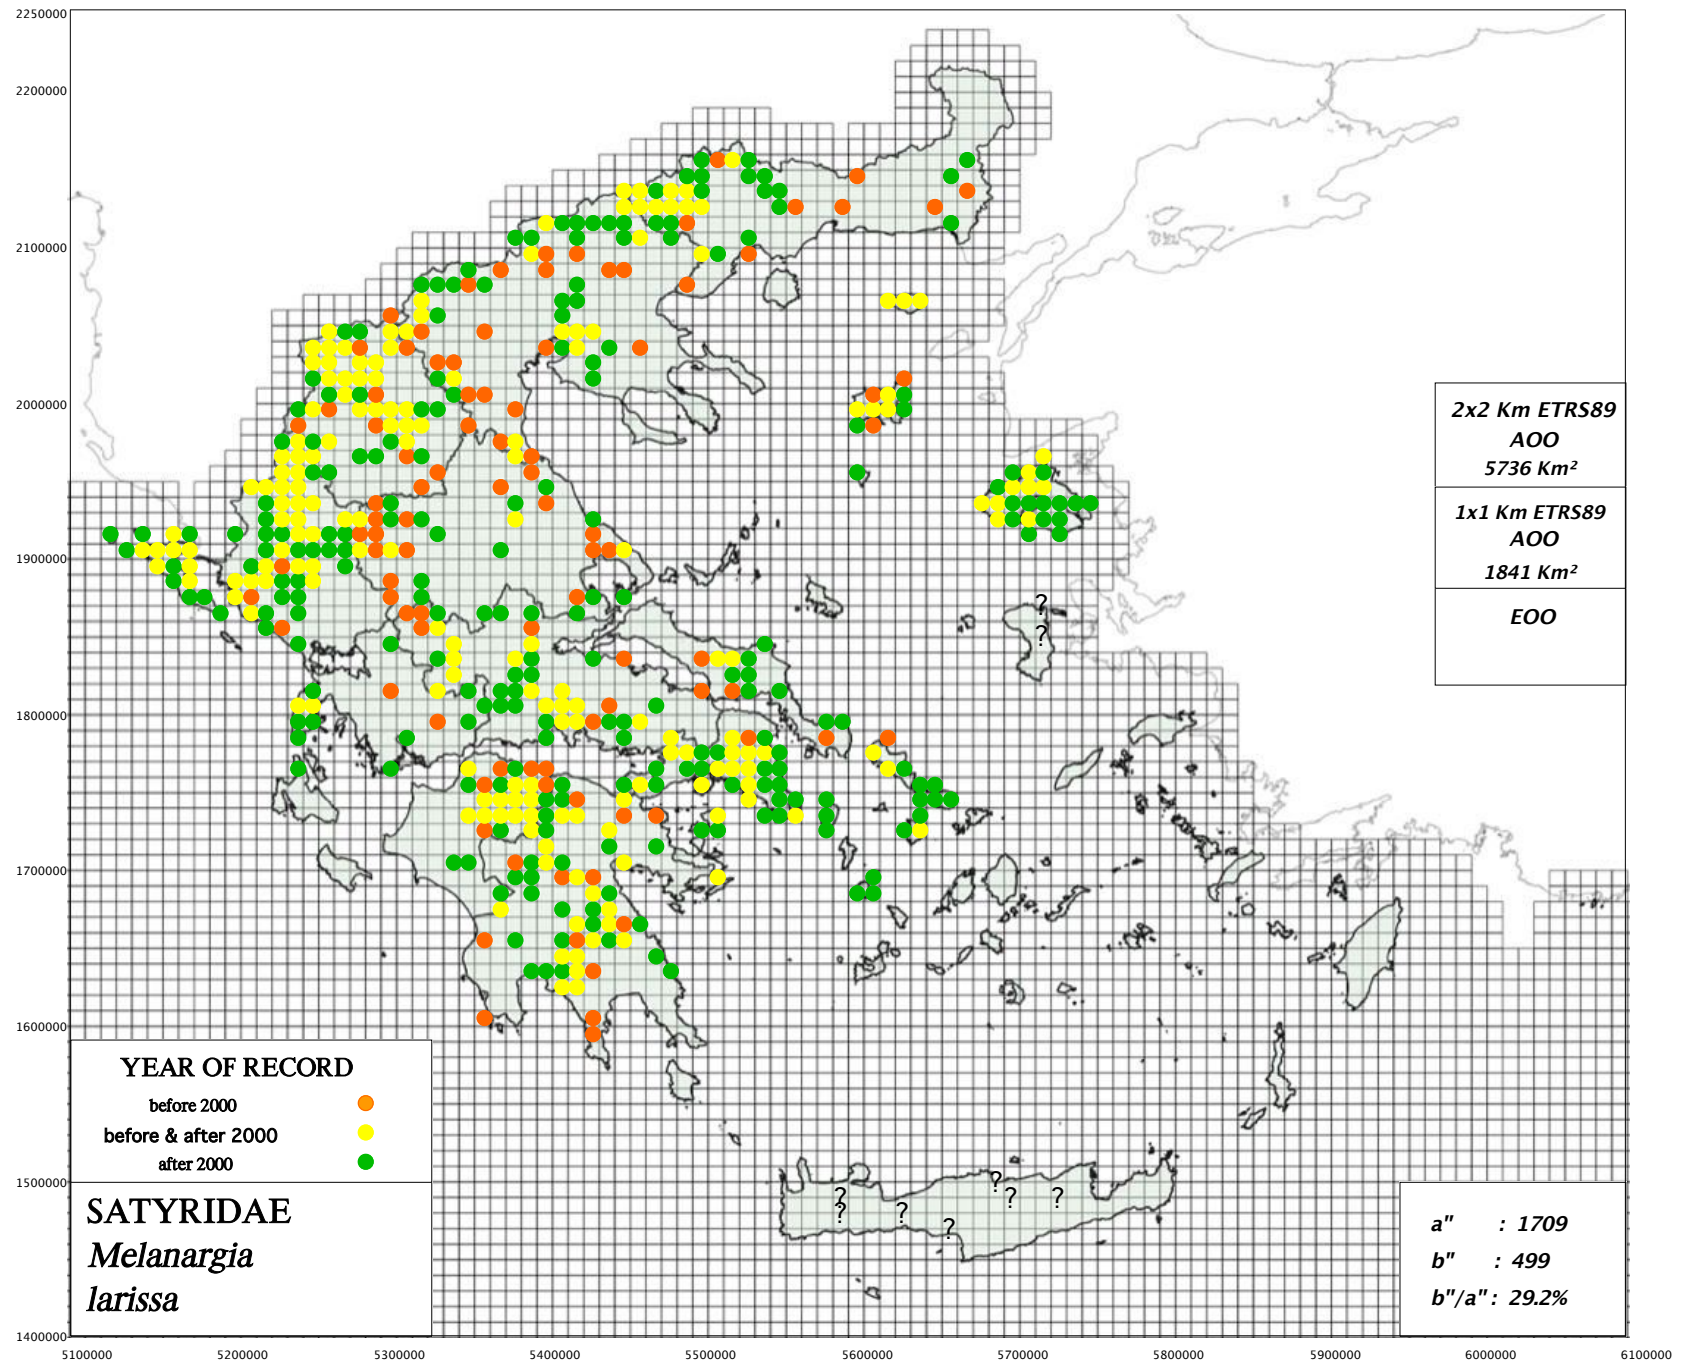 2250000
2200000
2100000
2000000
1900000
1800000
1700000
1600000
1500000
1400000
5100000 5200000 5300000 5400000 5500000 5600000 5700000 5800000 5900000 6000000 6100000
2x2 Km ETRS89
AOO
5736 Km²
1x1 Km ETRS89
AOO
1841 Km²
EOO
?
?
?
?
?
?
?
?
?
YEAR OF RECORD
before 2000
before & after 2000
after 2000
SATYRIDAE
Melanargia
larissa
a" : 1709
b" : 499
b"/a" : 29.2%